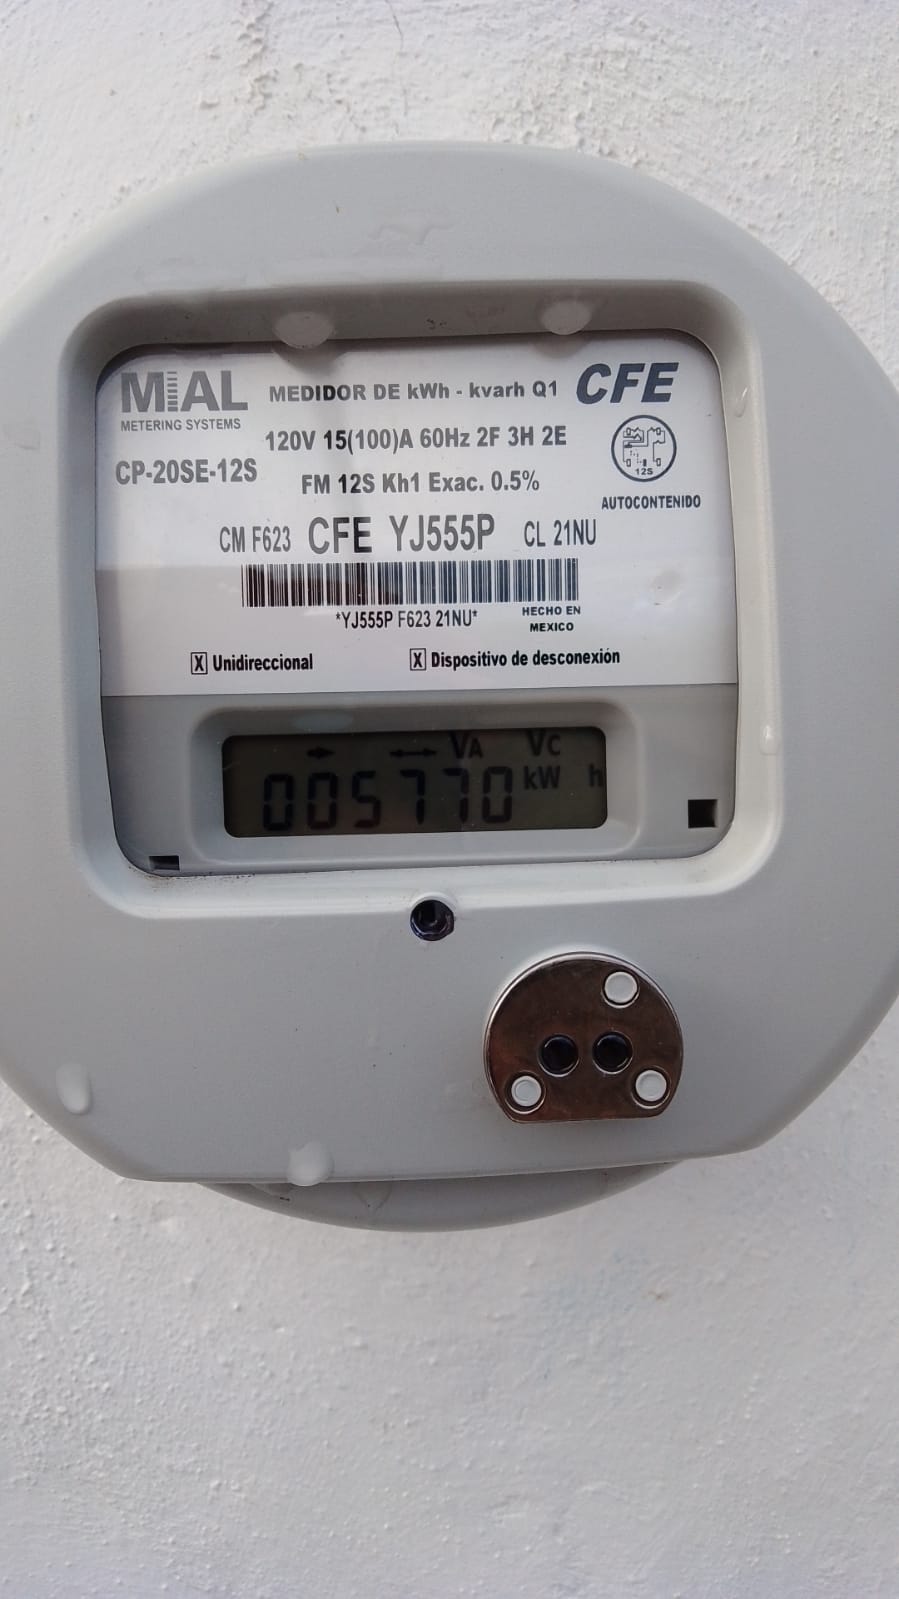 MIAL
METERING SYSTEMS
MEDIDOR DE kWh - kvarh Q1
CFE
120V 15(100)A 60Hz 2F 3H 2E
CP-20SE-12S
FM 12S Kh1 Exac. 0.5%
12S
AUTOCONTENIDO
CM F623 CFE YJ555P CL 21NU
*YJ555P F623 21NU*
HECHO EN
MEXICO
X Unidireccional
X Dispositivo de desconexión
VA VC
005770 kW h